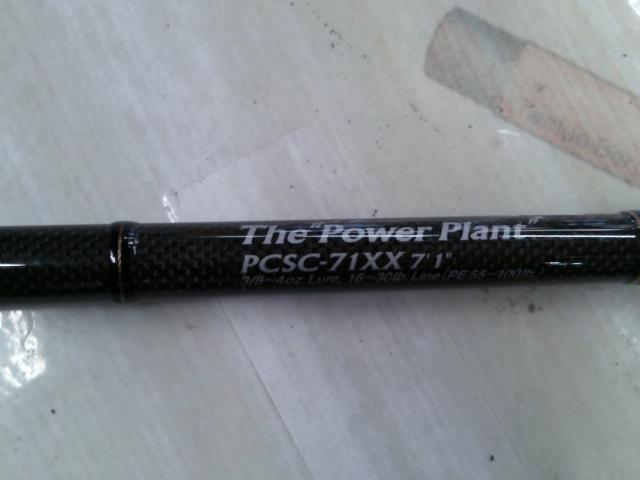 The "Power Plant"
PCSC-71XX 7'1"
3/8~4oz. Lure, 16~30lb. Line (PE 55~100lb.